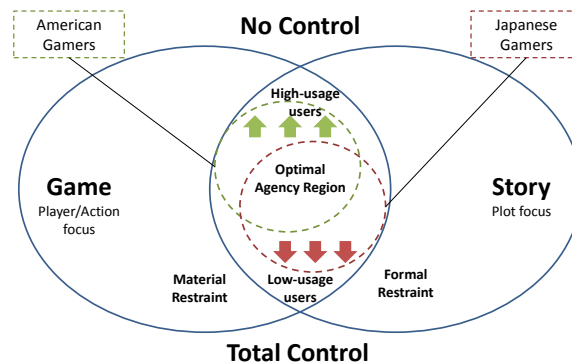 American
Gamers
No Control
Japanese
Gamers
High-usage
users
Optimal
Agency Region
Game
Player/Action
focus
Story
Plot focus
Material
Restraint
Low-usage
users
Formal
Restraint
Total Control